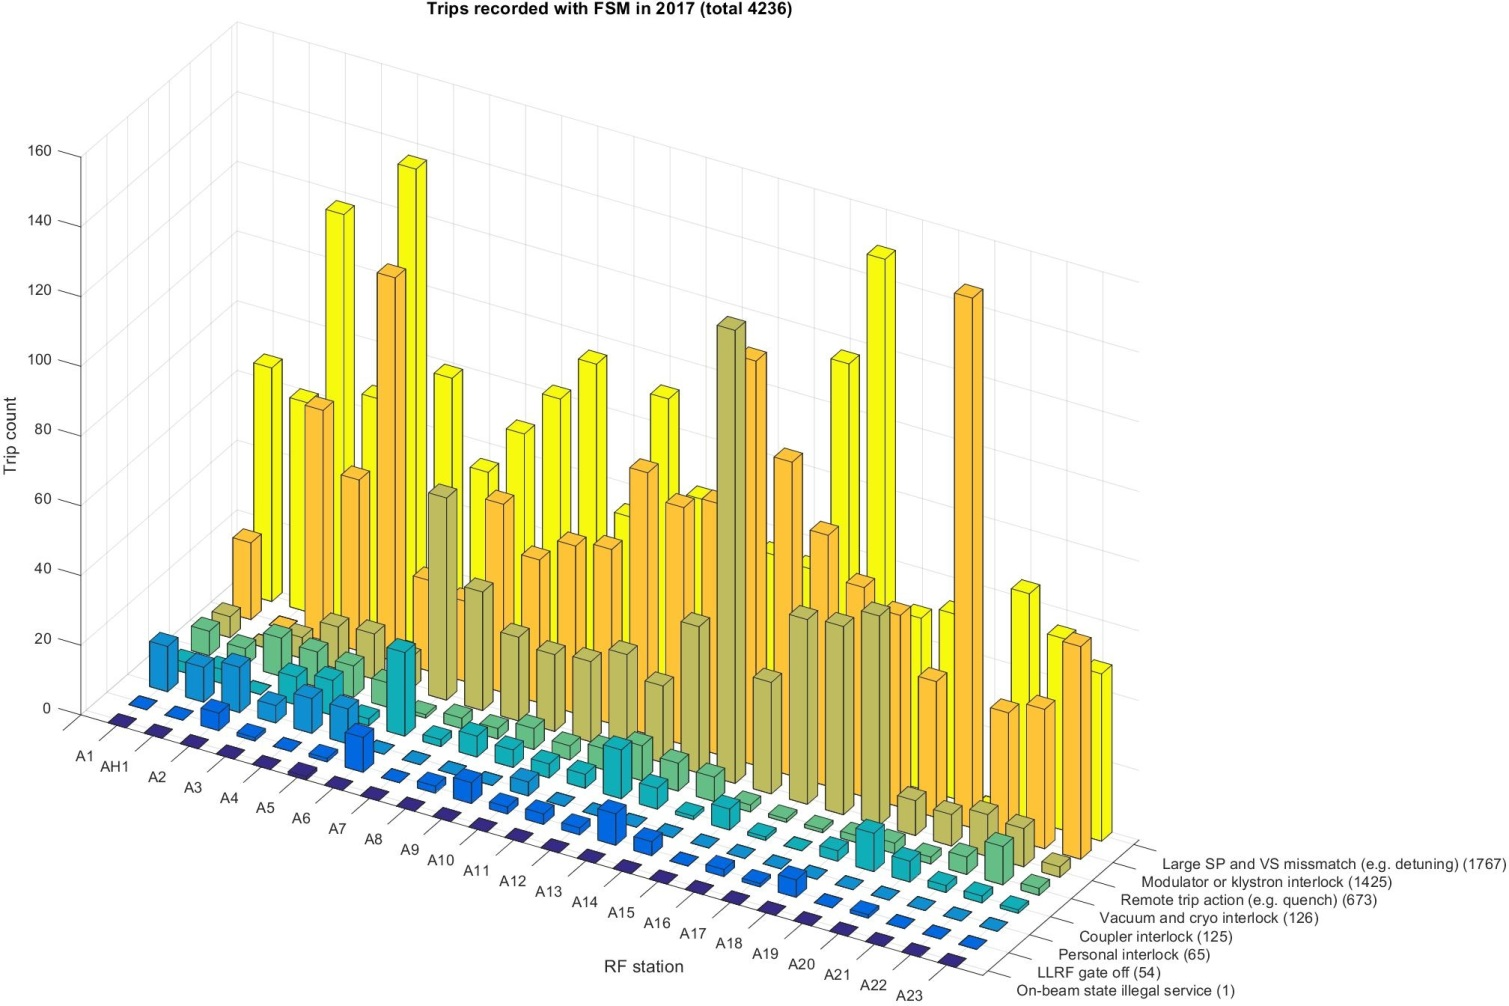 Trips recorded with FSM in 2017 (total 4236)
160
140
120
100
80
60
40
20
0
Trip count
A1
AH1
A2
A3
A4
A5
A6
A7
A8
A9
A10
A11
A12
A13
A14
A15
A16
A17
A18
A19
A20
A21
A22
A23
RF station
Large SP and VS missmatch (e.g. detuning) (1767)
Modulator or klystron interlock (1425)
Remote trip action (e.g. quench) (673)
Vacuum and cryo interlock (126)
Coupler interlock (125)
Personal interlock (65)
LLRF gate off (54)
On-beam state illegal service (1)